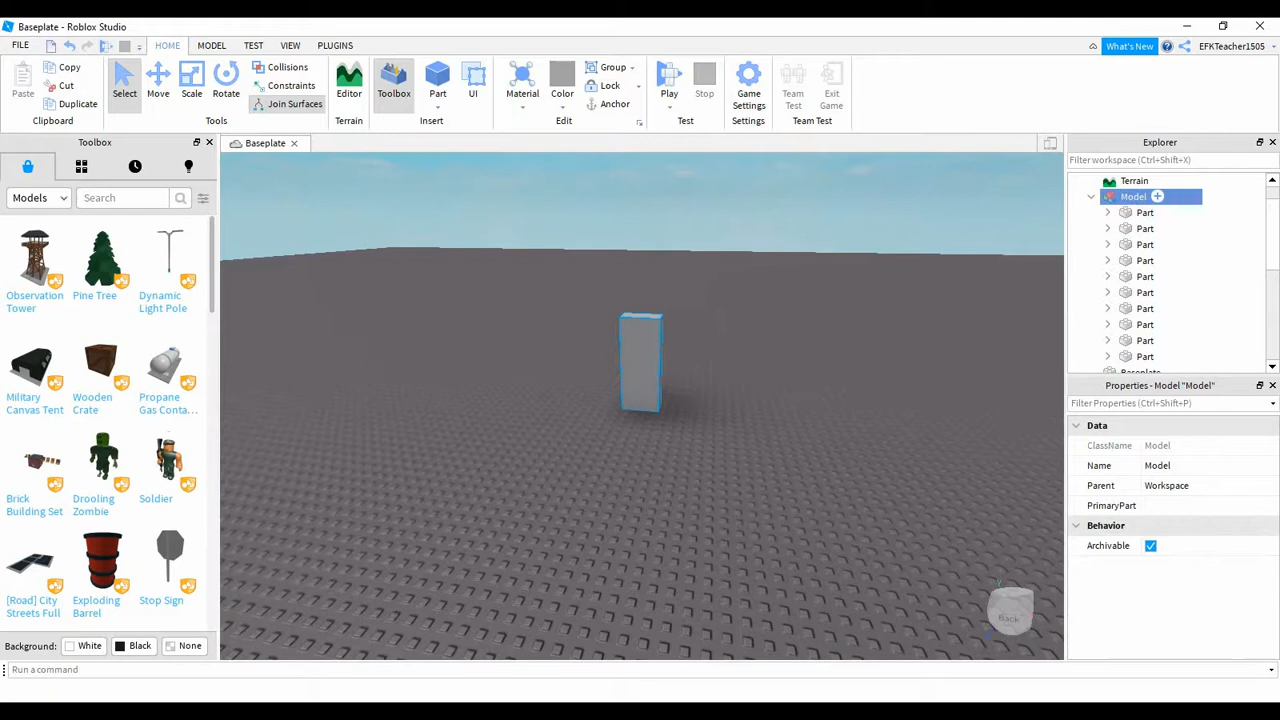 Baseplate - Roblox Studio
FILE HOME MODEL TEST VIEW PLUGINS What's New EFKTeacher1505
Paste Copy Cut Duplicate
Select Move Scale Rotate
Collisions
Constraints
Join Surfaces
Editor Toolbox Part UI Material Color
Group
Lock
Anchor
Play Stop
Game Settings
Team Test
Exit Game
Clipboard Tools Terrain Insert Edit Test Settings Team Test
Toolbox
Models Search
Observation Tower
Pine Tree
Dynamic Light Pole
Military Canvas Tent
Wooden Crate
Propane Gas Conta...
Brick Building Set
Drooling Zombie
Soldier
[Road] City Streets Full
Exploding Barrel
Stop Sign
Background: White Black None
Run a command
Baseplate
Back
Y
Explorer
Filter workspace (Ctrl+Shift+X)
Terrain
Model
Part
Part
Part
Part
Part
Part
Part
Part
Part
Part
Baseplate
Properties - Model "Model"
Filter Properties (Ctrl+Shift+P)
Data
ClassName Model
Name Model
Parent Workspace
PrimaryPart
Behavior
Archivable